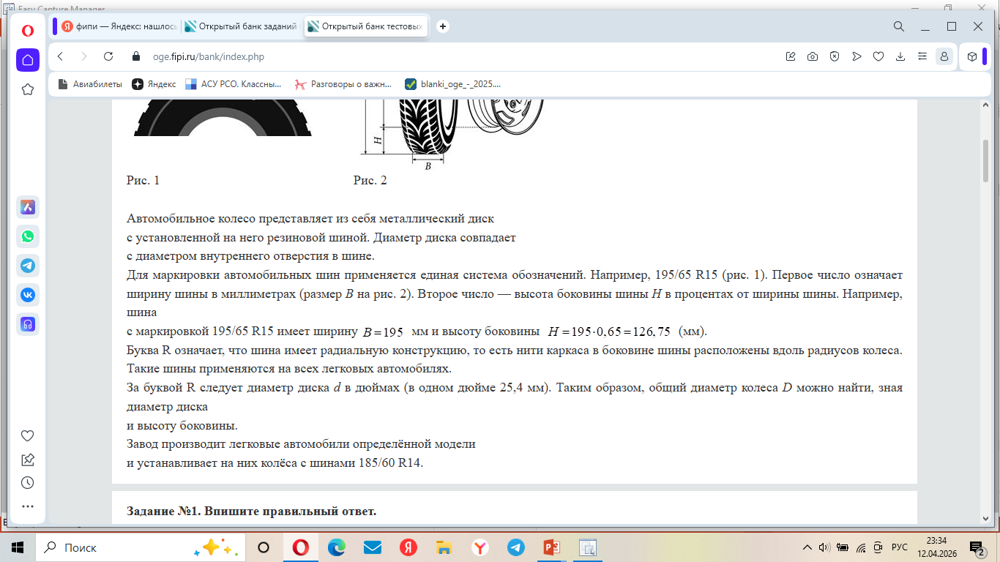 Easy Capture Manager
фипи — Яндекс: нашлось
Открытый банк заданий
Открытый банк тестовых
oge.fipi.ru/bank/index.php
Авиабилеты
Яндекс
АСУ РСО. Классны...
Разговоры о важн...
blanki_oge_-_2025....
H
B
Рис. 1
Рис. 2
Автомобильное колесо представляет из себя металлический диск
с установленной на него резиновой шиной. Диаметр диска совпадает
с диаметром внутреннего отверстия в шине.
Для маркировки автомобильных шин применяется единая система обозначений. Например, 195/65 R15 (рис. 1). Первое число означает
ширину шины в миллиметрах (размер B на рис. 2). Второе число — высота боковины шины H в процентах от ширины шины. Например,
шина
с маркировкой 195/65 R15 имеет ширину B = 195 мм и высоту боковины H = 195·0,65 = 126,75 (мм).
Буква R означает, что шина имеет радиальную конструкцию, то есть нити каркаса в боковине шины расположены вдоль радиусов колеса.
Такие шины применяются на всех легковых автомобилях.
За буквой R следует диаметр диска d в дюймах (в одном дюйме 25,4 мм). Таким образом, общий диаметр колеса D можно найти, зная
диаметр диска
и высоту боковины.
Завод производит легковые автомобили определённой модели
и устанавливает на них колёса с шинами 185/60 R14.
Задание №1. Впишите правильный ответ.
Поиск
РУС
23:34
12.04.2026
2